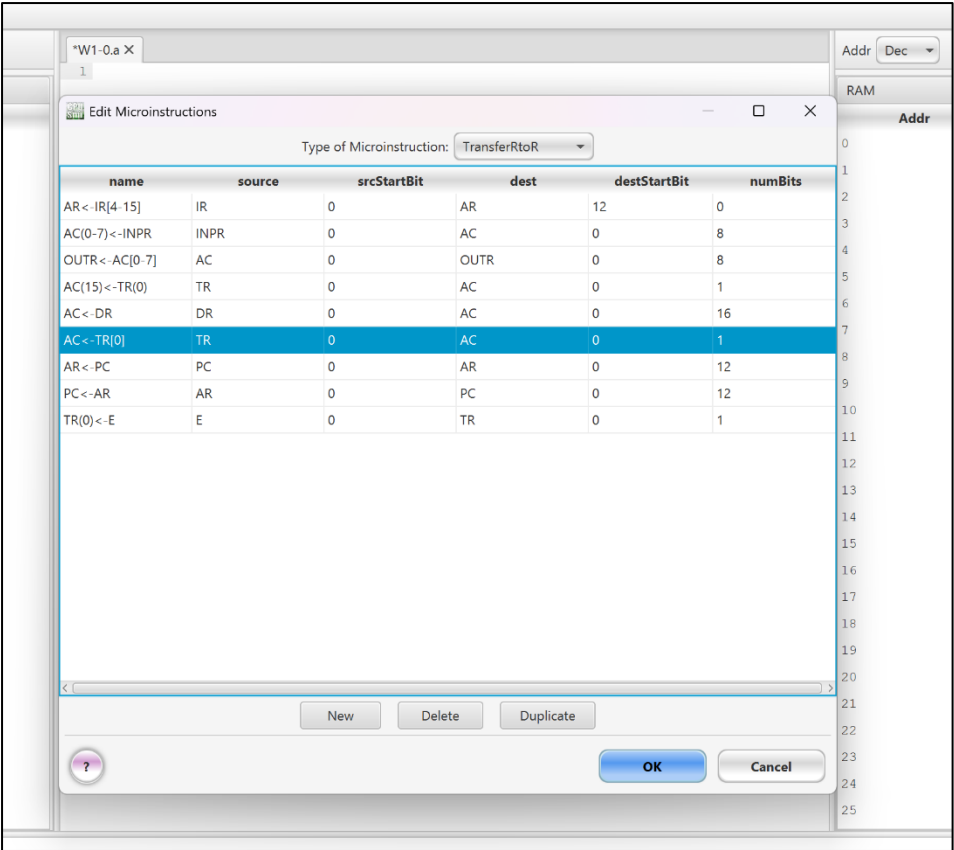 *W1-0.a X
Addr Dec
1
RAM
Edit Microinstructions
Addr
Type of Microinstruction: TransferRtoR
name source srcStartBit dest destStartBit numBits
AR<-IR[4-15] IR 0 AR 12 0
AC(0-7)<-INPR INPR 0 AC 0 8
OUTR<-AC[0-7] AC 0 OUTR 0 8
AC(15)<-TR(0) TR 0 AC 0 1
AC<-DR DR 0 AC 0 16
AC<-TR[0] TR 0 AC 0 1
AR<-PC PC 0 AR 0 12
PC<-AR AR 0 PC 0 12
TR(0)<-E E 0 TR 0 1
New Delete Duplicate
? OK Cancel
0
1
2
3
4
5
6
7
8
9
10
11
12
13
14
15
16
17
18
19
20
21
22
23
24
25